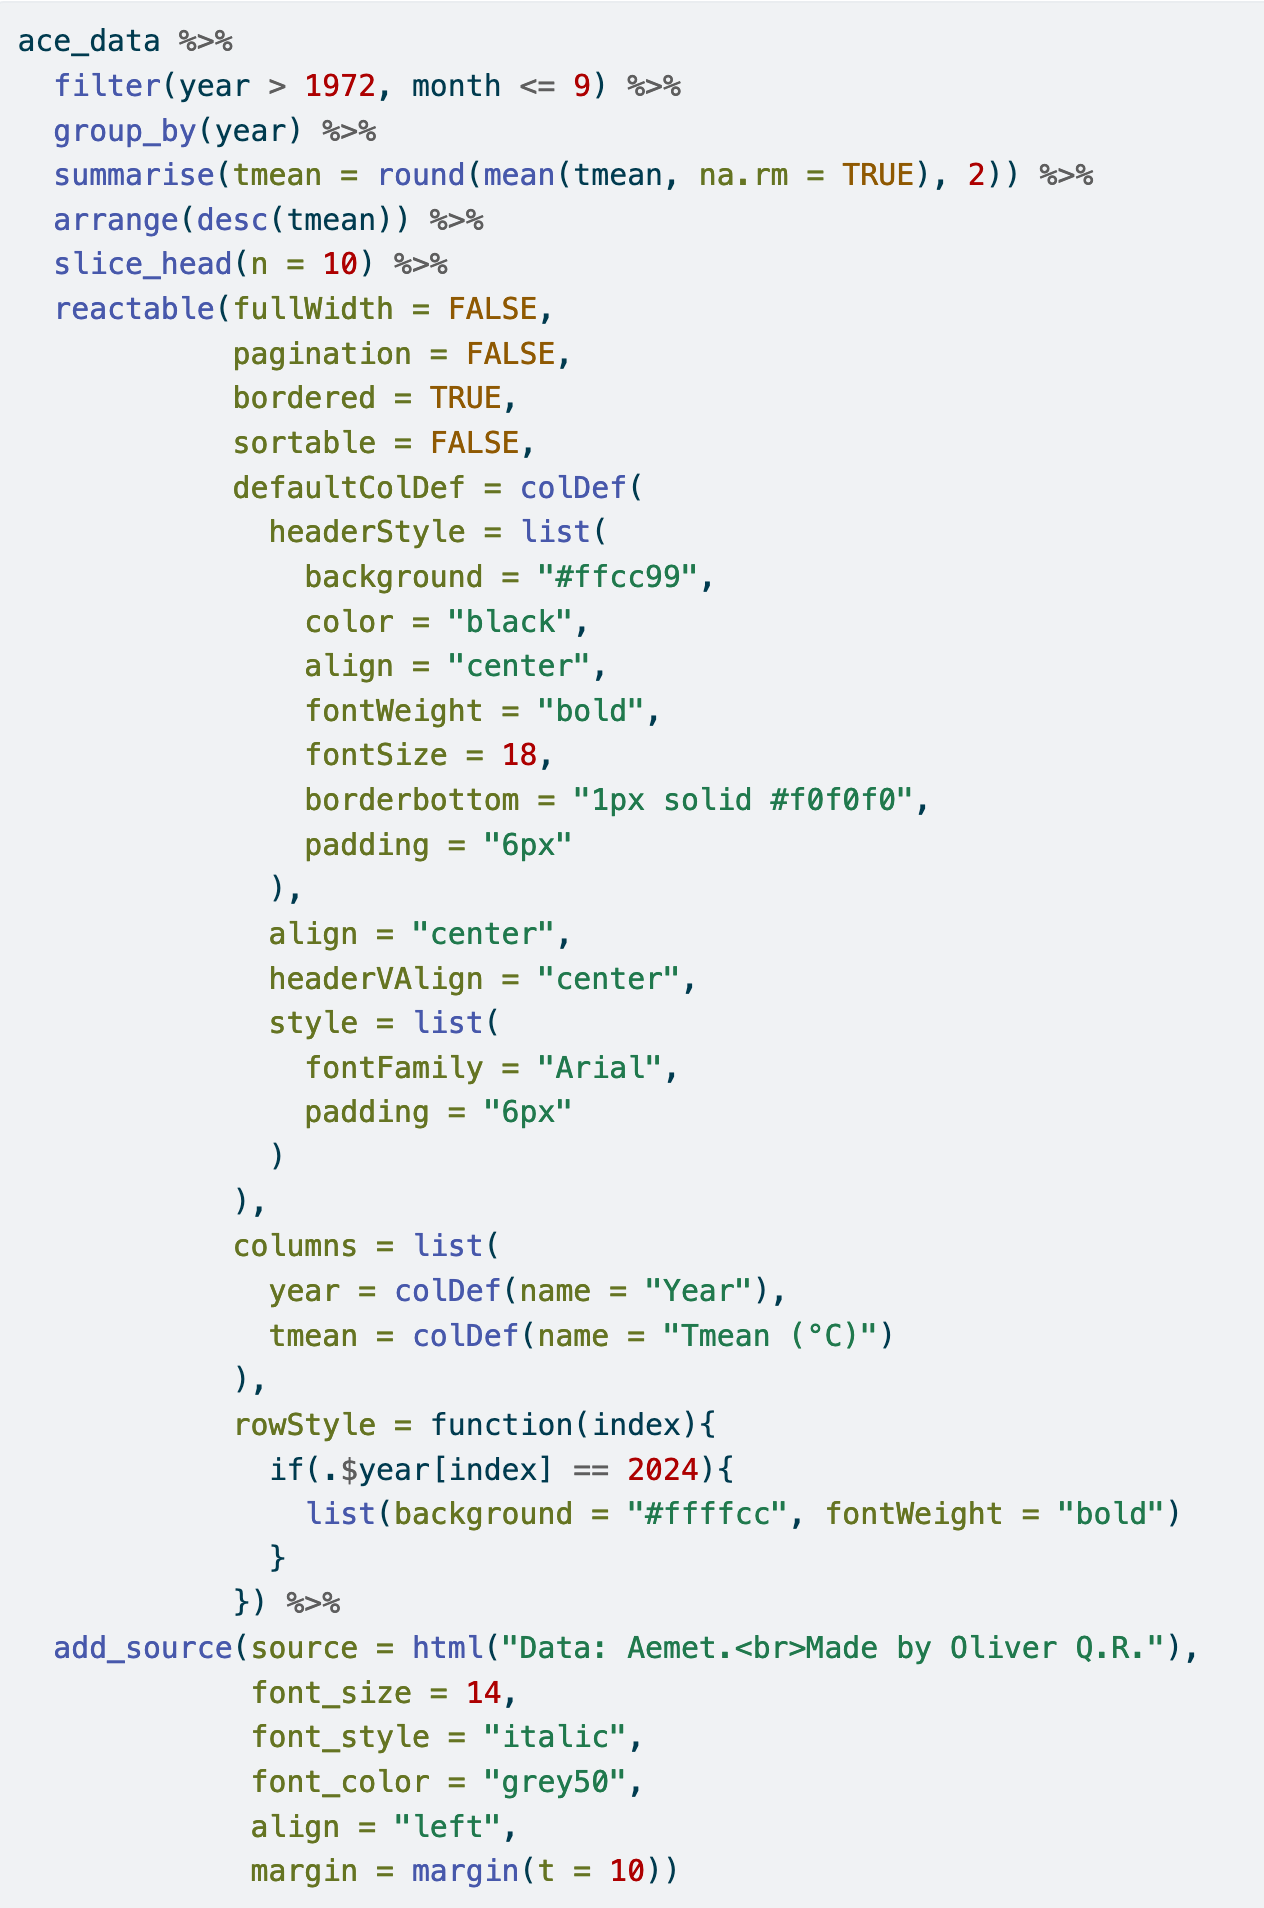 ace_data %>%
  filter(year > 1972, month <= 9) %>%
  group_by(year) %>%
  summarise(tmean = round(mean(tmean, na.rm = TRUE), 2)) %>%
  arrange(desc(tmean)) %>%
  slice_head(n = 10) %>%
  reactable(fullWidth = FALSE,
            pagination = FALSE,
            bordered = TRUE,
            sortable = FALSE,
            defaultColDef = colDef(
              headerStyle = list(
                background = "#ffcc99",
                color = "black",
                align = "center",
                fontWeight = "bold",
                fontSize = 18,
                borderbottom = "1px solid #f0f0f0",
                padding = "6px"
              ),
              align = "center",
              headerVAlign = "center",
              style = list(
                fontFamily = "Arial",
                padding = "6px"
              )
            ),
            columns = list(
              year = colDef(name = "Year"),
              tmean = colDef(name = "Tmean (°C)")
            ),
            rowStyle = function(index){
              if(.$year[index] == 2024){
                list(background = "#ffffcc", fontWeight = "bold")
              }
            }) %>%
  add_source(source = html("Data: Aemet.<br>Made by Oliver Q.R."),
             font_size = 14,
             font_style = "italic",
             font_color = "grey50",
             align = "left",
             margin = margin(t = 10))